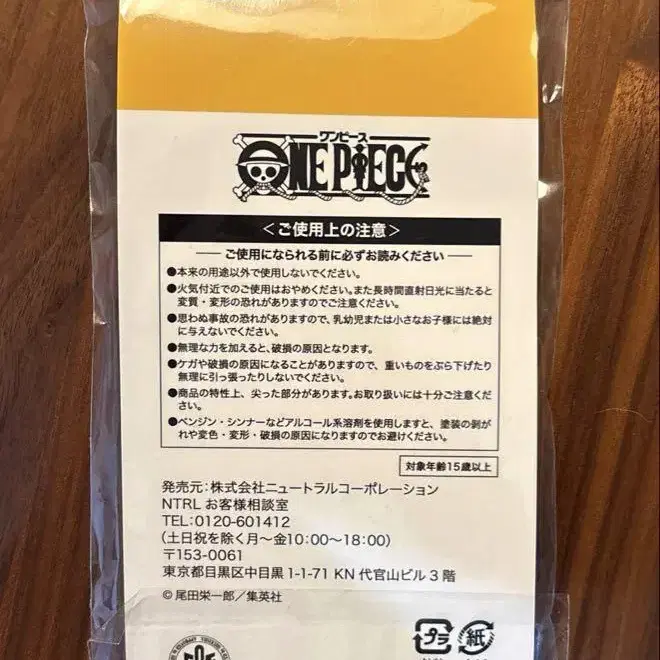 ワンピース
ONE PIECE
＜ご使用上の注意＞
ご使用になられる前に必ずお読みください
●本来の用途以外で使用しないでください。
●火気付近でのご使用はおやめください。また長時間直射日光に当たると
変質・変形の恐れがありますのでご注意ください。
●思わぬ事故の恐れがありますので、乳幼児または小さなお子様には絶対
に与えないでください。
●無理な力を加えると、破損の原因となります。
●ケガや破損の原因になることがありますので、重いものをぶら下げたり
無理に引っ張ったりしないでください。
●商品の特性上、尖った部分があります。お取り扱いには十分ご注意くだ
さい。
●ベンジン・シンナーなどアルコール系溶剤を使用しますと、塗装の剥が
れや変色・変形・破損の原因になりますのでお避けください。
対象年齢15歳以上
発売元：株式会社ニュートラルコーポレーション
NTRL お客様相談室
TEL：0120-601412
（土日祝を除く月〜金10：00〜18：00）
〒153-0061
東京都目黒区中目黒 1-1-71 KN 代官山ビル 3 階
© 尾田栄一郎／集英社
プラ
紙